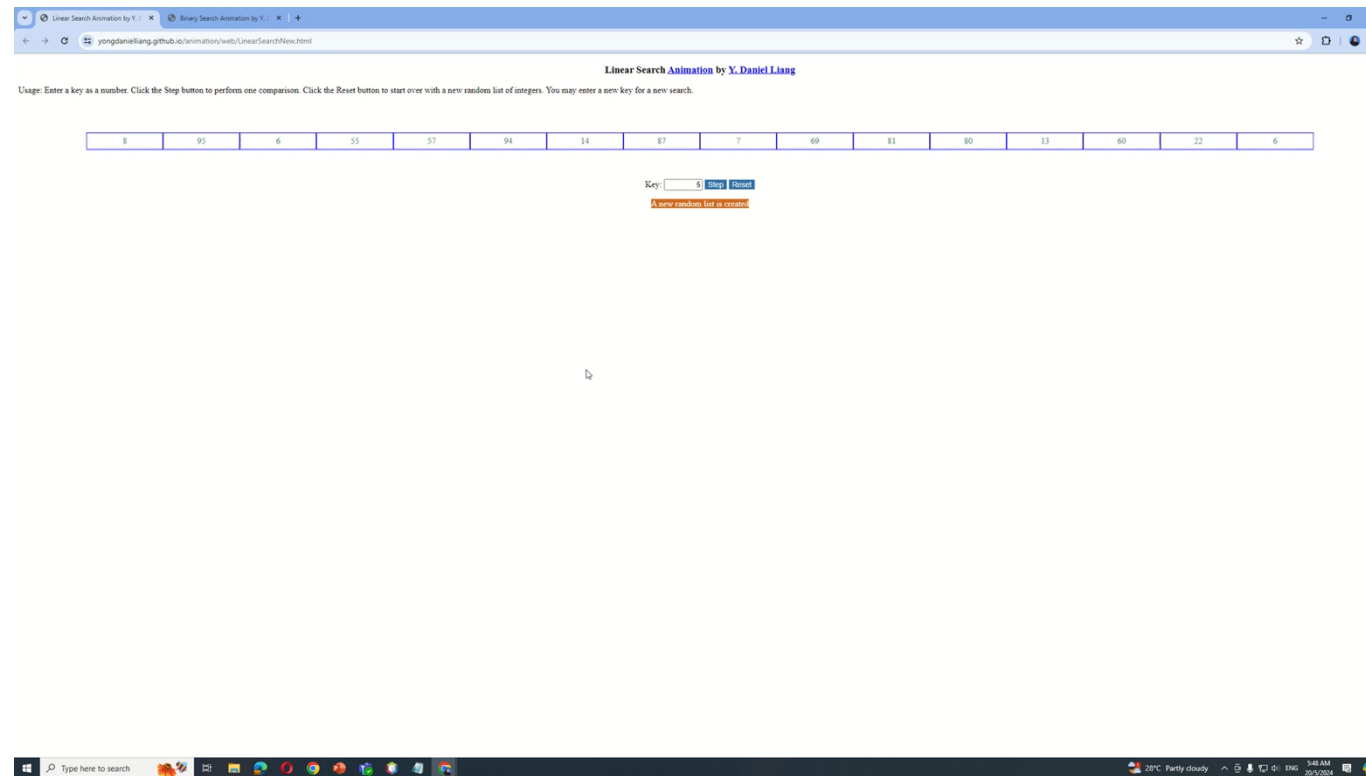 Linear Search Animation by Y. D
Binary Search Animation by Y. D
yongdanielliang.github.io/animation/web/LinearSearchNew.html
Linear Search Animation by Y. Daniel Liang
Usage: Enter a key as a number. Click the Step button to perform one comparison. Click the Reset button to start over with a new random list of integers. You may enter a new key for a new search.
8 95 6 55 57 94 14 87 7 69 81 80 13 60 22 6
Key: 5 Step Reset
A new random list is created
Type here to search
28°C Partly cloudy
ENG
5:48 AM
20/5/2024